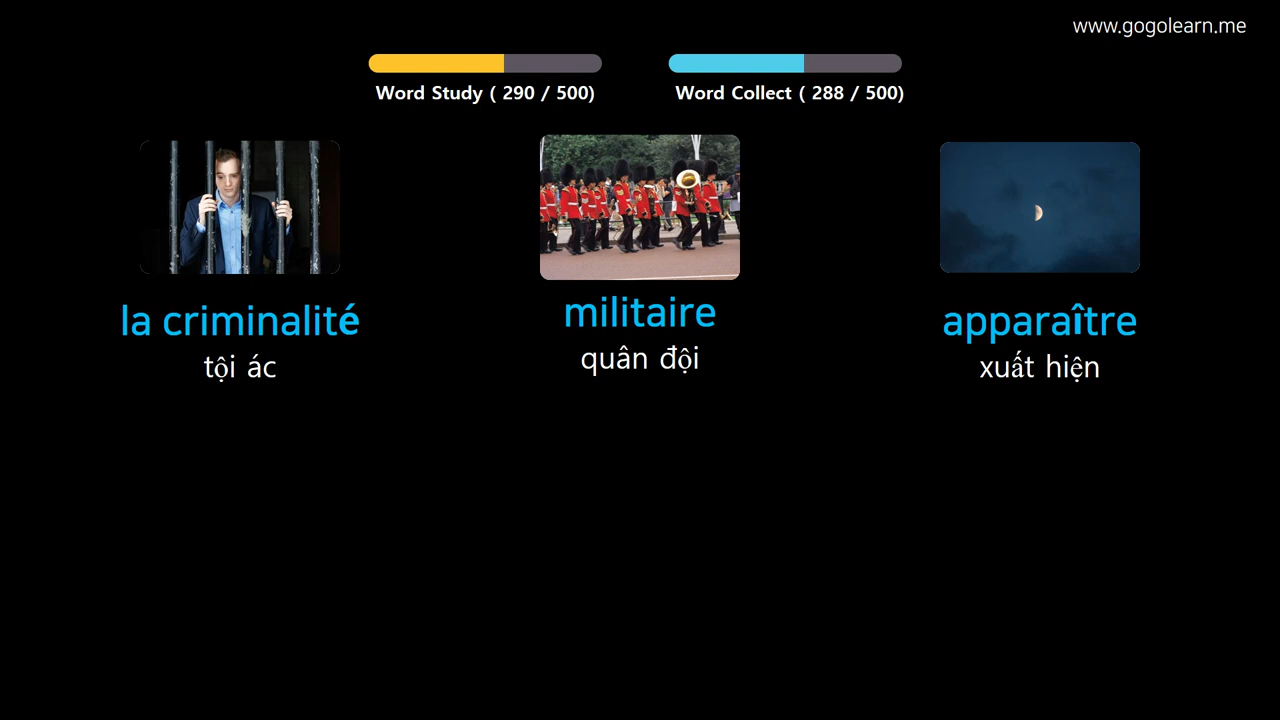 www.gogolearn.me
Word Study ( 290 / 500)
Word Collect ( 288 / 500)
la criminalité
tội ác
militaire
quân đội
apparaître
xuất hiện